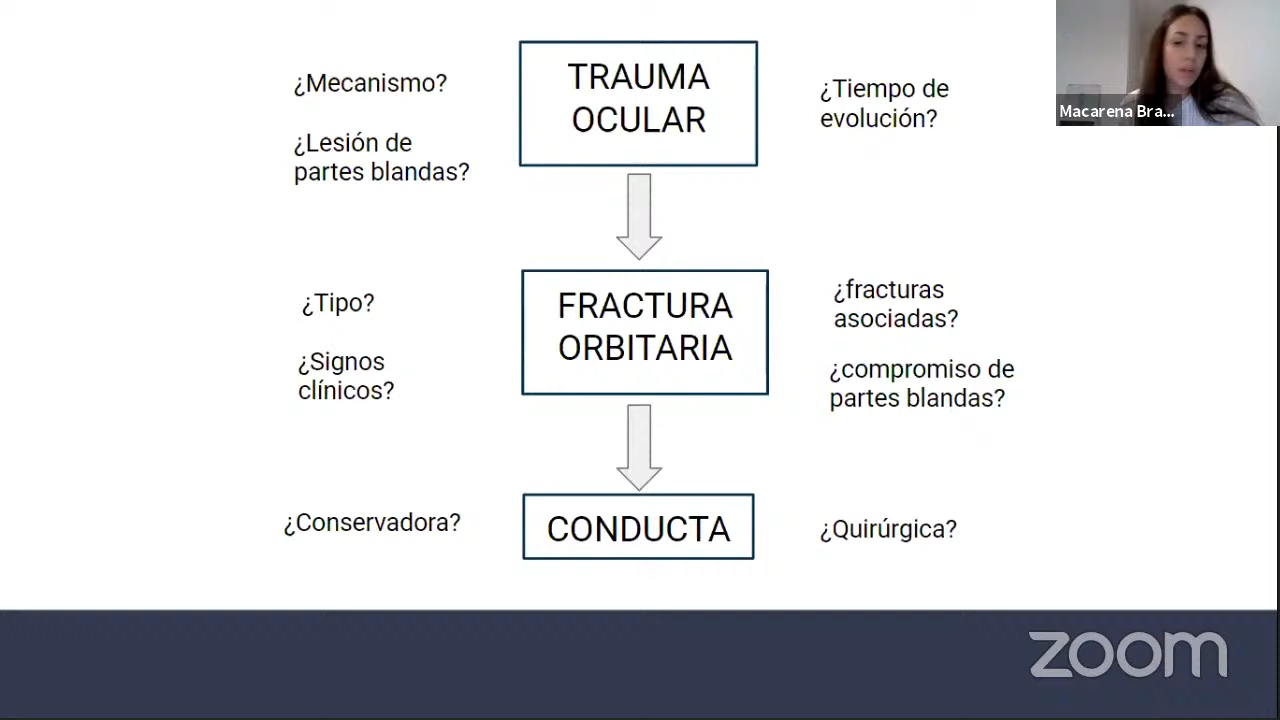 ¿Mecanismo?
¿Lesión de
partes blandas?
TRAUMA
OCULAR
¿Tiempo de
evolución?
Macarena Bra...
¿Tipo?
¿Signos
clínicos?
FRACTURA
ORBITARIA
¿fracturas
asociadas?
¿compromiso de
partes blandas?
¿Conservadora?
CONDUCTA
¿Quirúrgica?
zoom